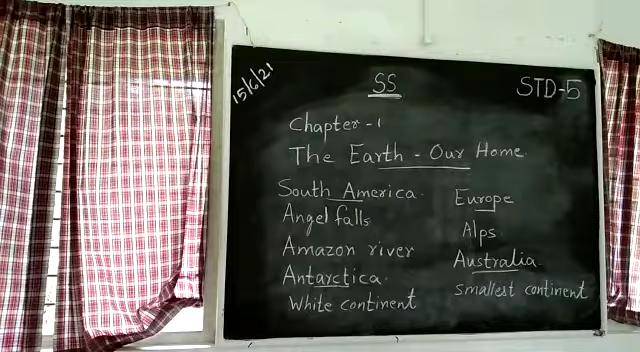 15/6/21
SS
STD-5
Chapter-1
The Earth - Our Home
South America
Angel falls
Amazon river
Antarctica
White continent
Europe
Alps
Australia
smallest continent